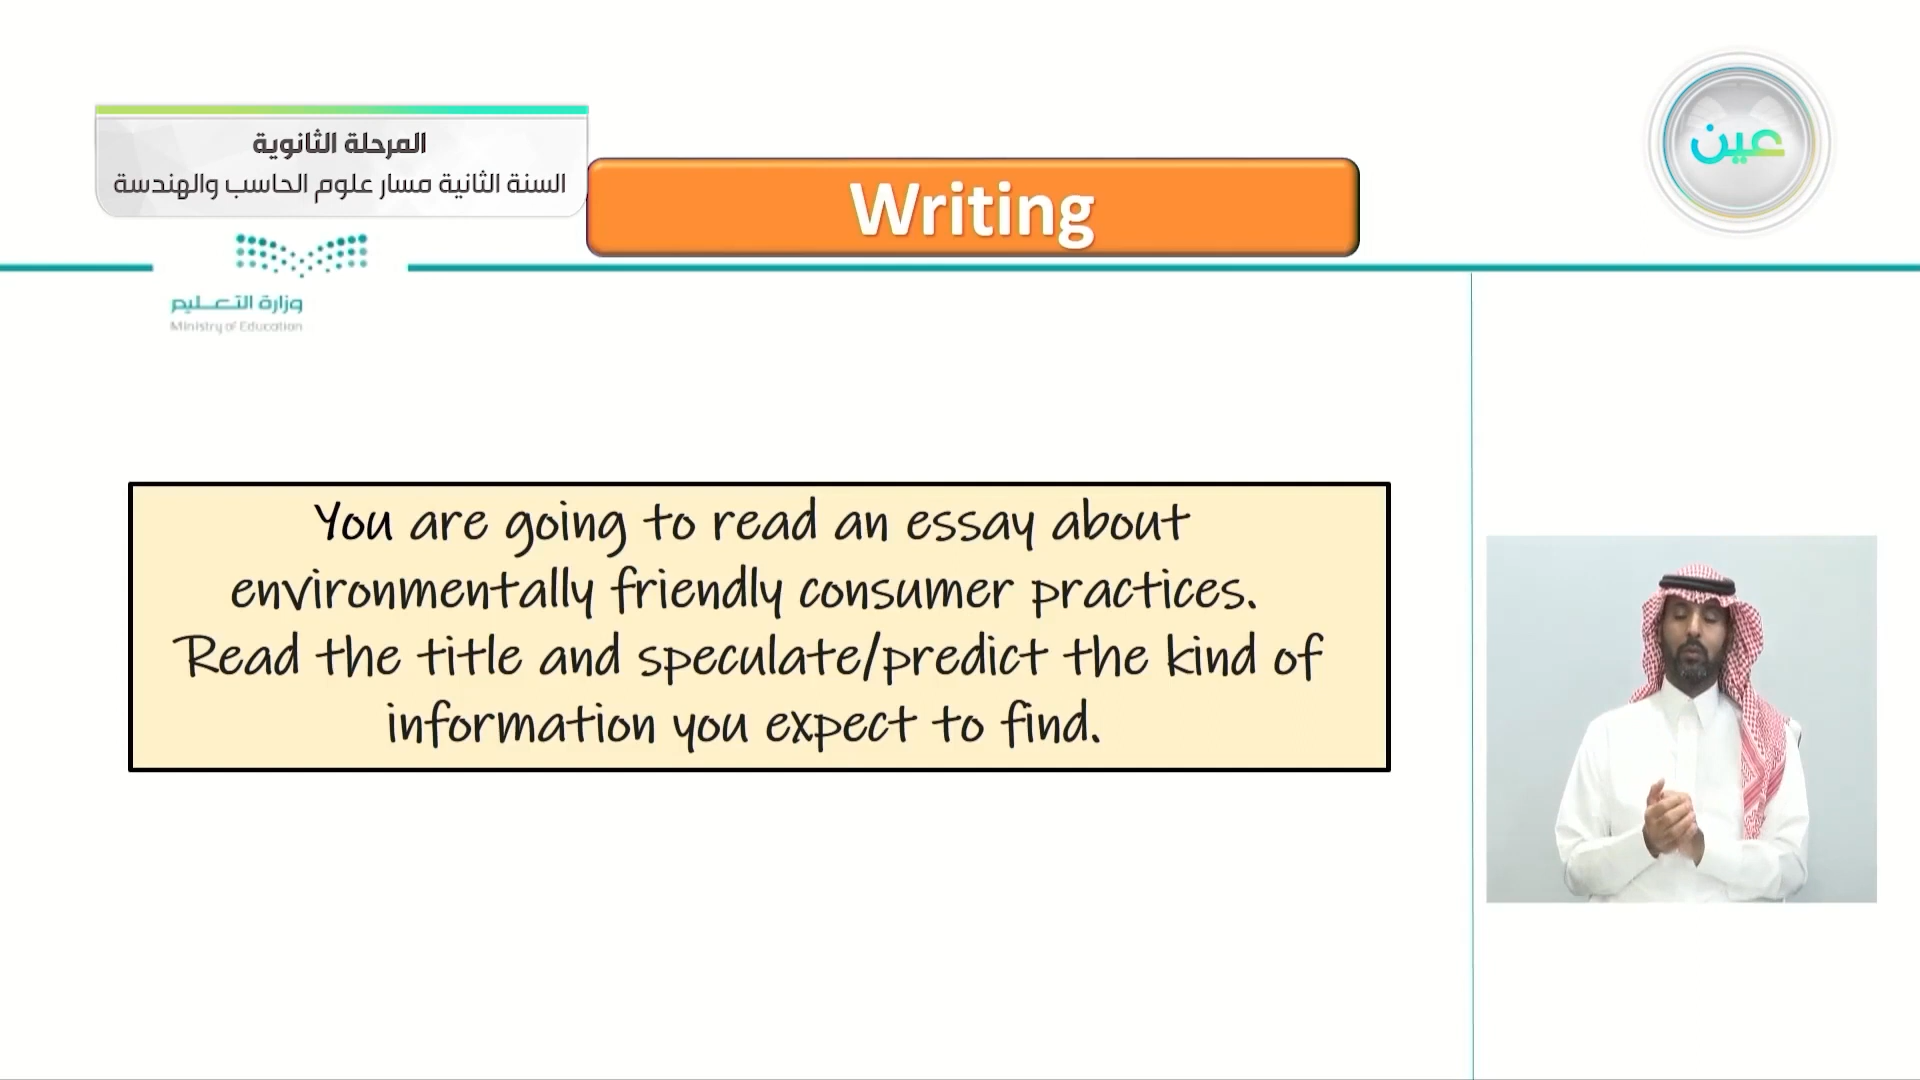 المرحلة الثانوية
السنة الثانية مسار علوم الحاسب والهندسة
عين
Writing
وزارة التعليم
Ministry of Education
You are going to read an essay about
environmentally friendly consumer practices.
Read the title and speculate/predict the kind of
information you expect to find.